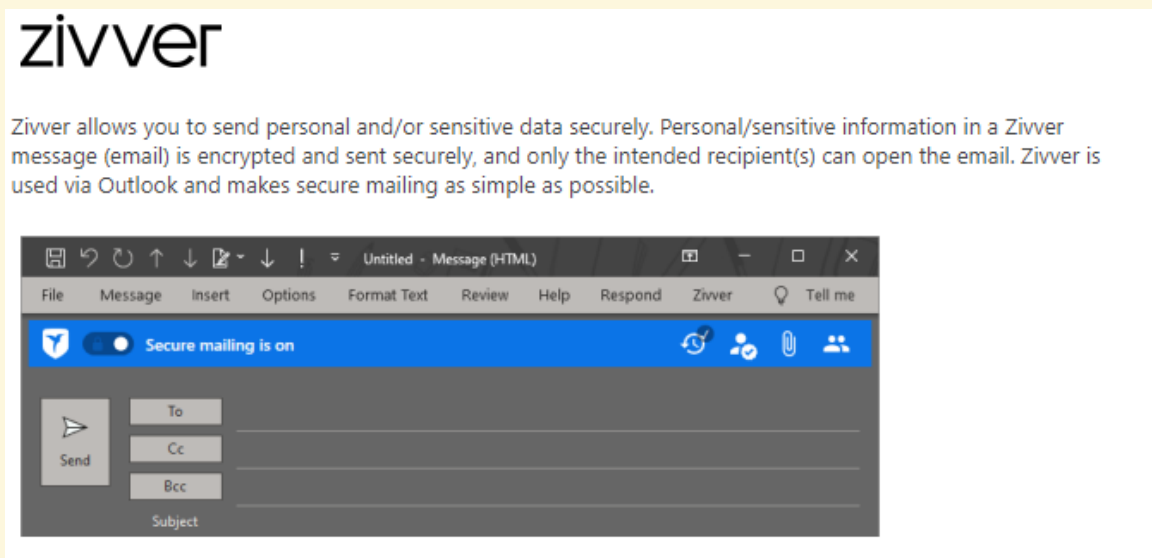 zivver
Zivver allows you to send personal and/or sensitive data securely. Personal/sensitive information in a Zivver
message (email) is encrypted and sent securely, and only the intended recipient(s) can open the email. Zivver is
used via Outlook and makes secure mailing as simple as possible.
Untitled - Message (HTML)
File Message Insert Options Format Text Review Help Respond Zivver Tell me
Secure mailing is on
To
Send
Cc
Bcc
Subject